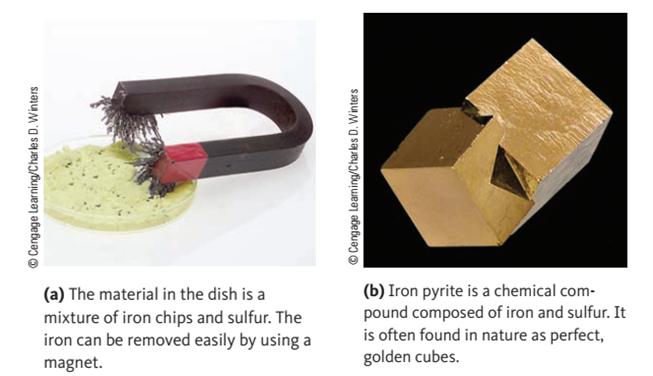 © Cengage Learning/Charles D. Winters
(a) The material in the dish is a
mixture of iron chips and sulfur. The
iron can be removed easily by using a
magnet.
© Cengage Learning/Charles D. Winters
(b) Iron pyrite is a chemical com-
pound composed of iron and sulfur. It
is often found in nature as perfect,
golden cubes.